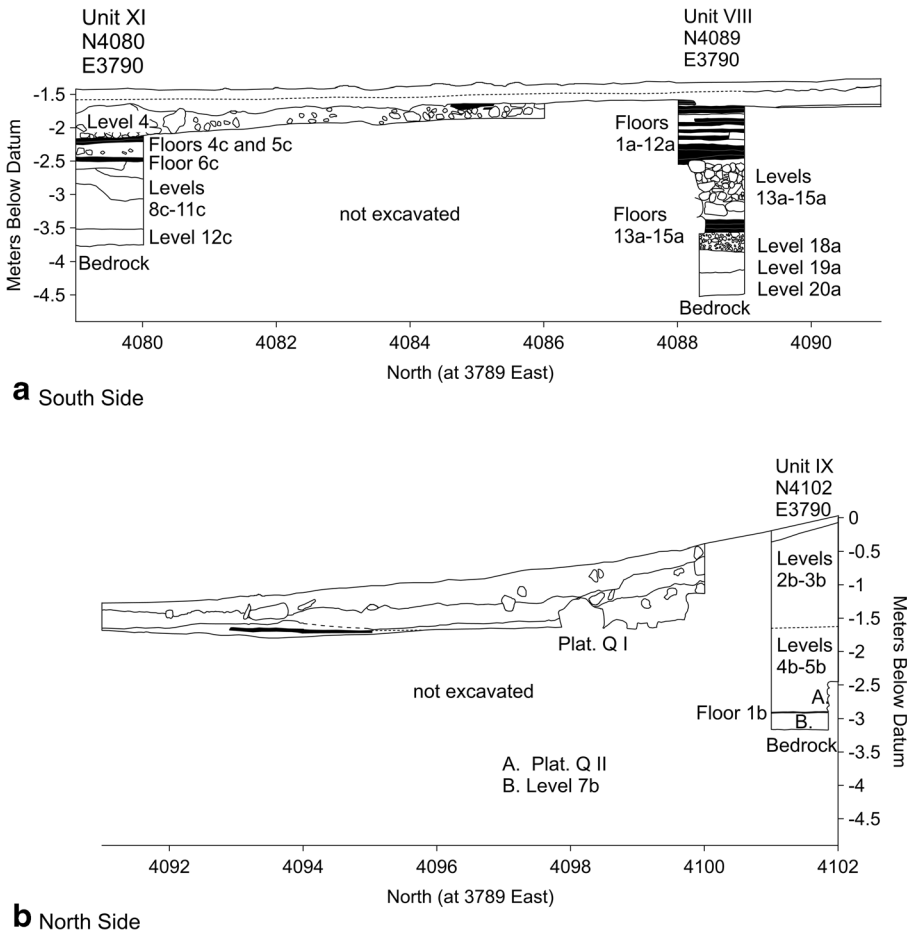 Unit XI
N4080
E3790
Unit VIII
N4089
E3790
-1.5
-2
-2.5
-3
-3.5
-4
-4.5
Meters Below Datum
Level 4
Floors 4c and 5c
Floor 6c
Levels
8c-11c
Level 12c
Bedrock
not excavated
Floors
1a-12a
Floors
13a-15a
Levels
13a-15a
Level 18a
Level 19a
Level 20a
Bedrock
4080
4082
4084
4086
4088
4090
North (at 3789 East)
a South Side
Unit IX
N4102
E3790
0
-0.5
-1
-1.5
-2
-2.5
-3
-3.5
-4
-4.5
Meters Below Datum
Levels
2b-3b
Levels
4b-5b
A.
Floor 1b
B.
Bedrock
Plat. Q I
not excavated
A. Plat. Q II
B. Level 7b
4092
4094
4096
4098
4100
4102
North (at 3789 East)
b North Side